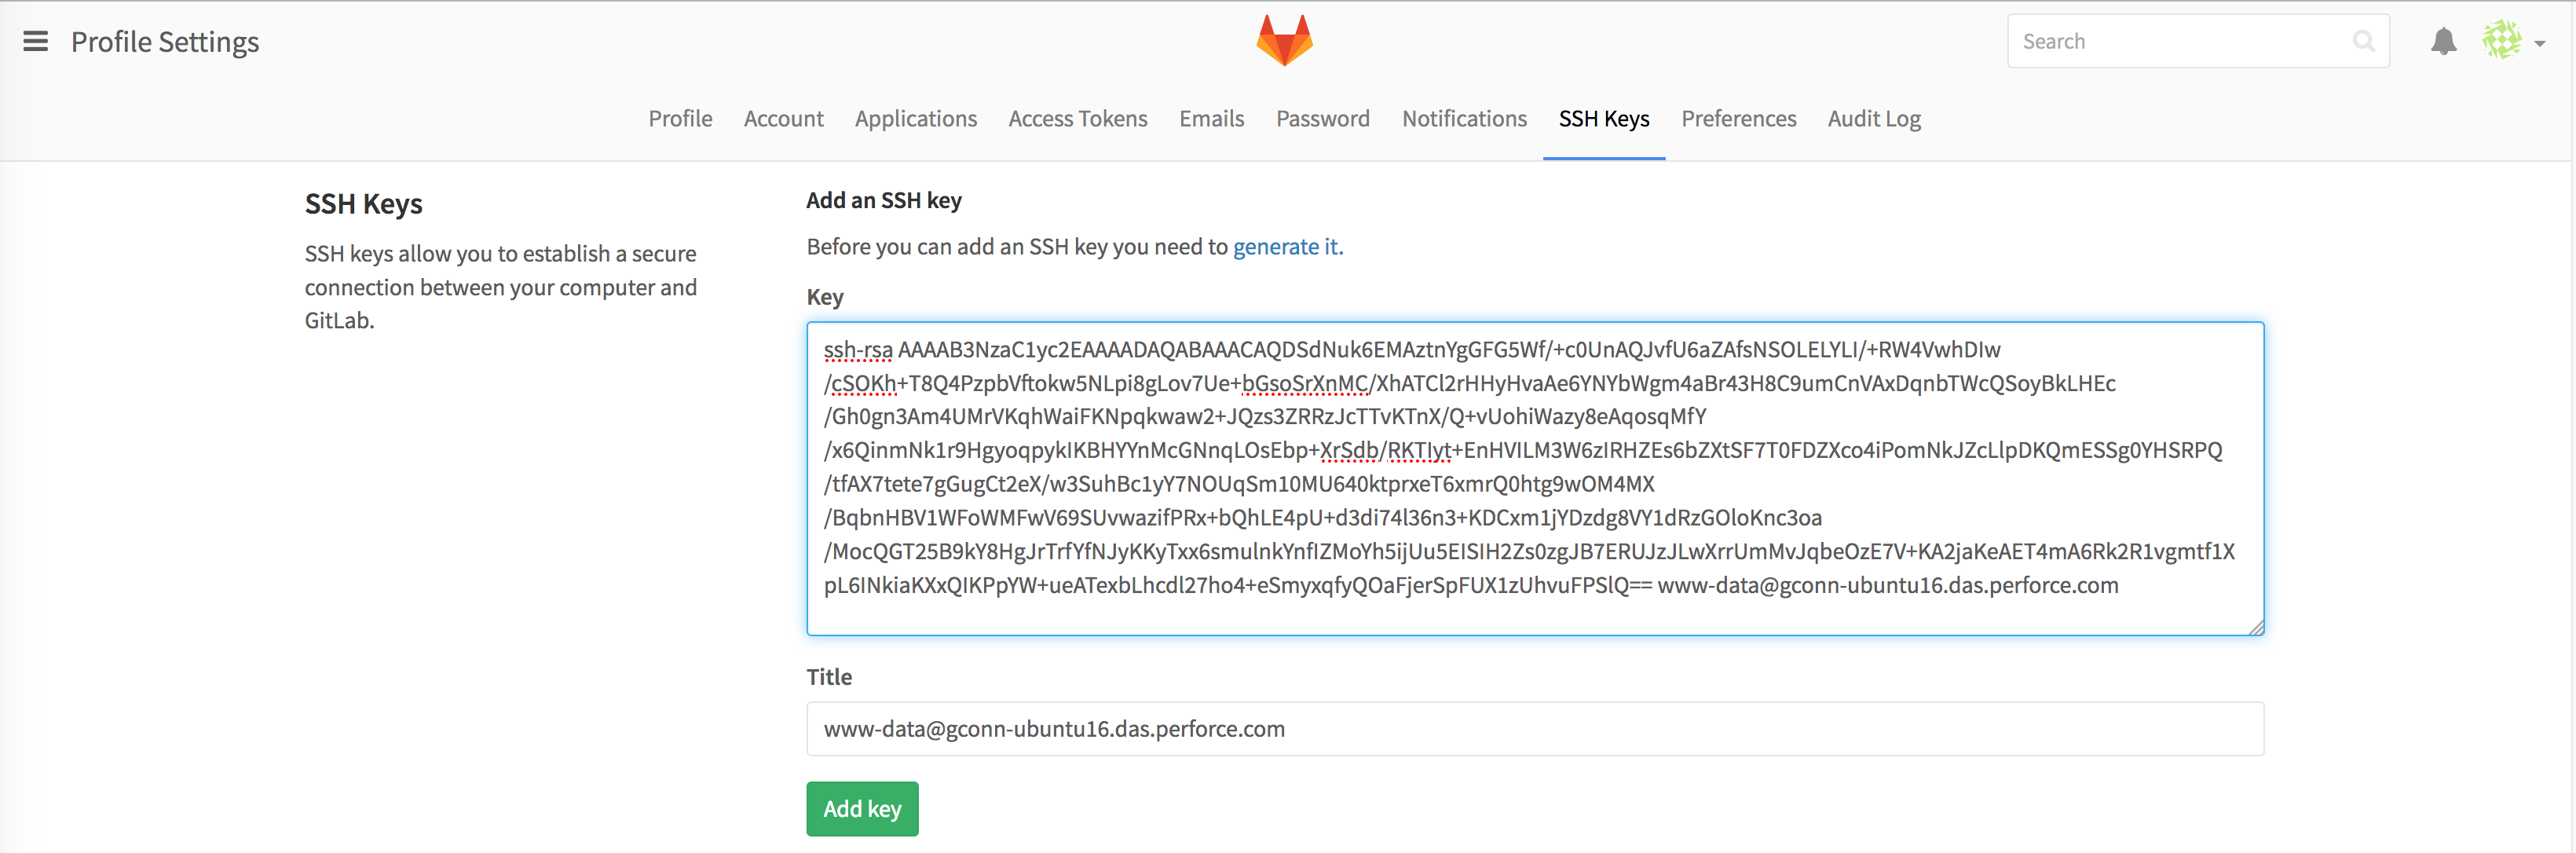 Profile Settings
Search
Profile Account Applications Access Tokens Emails Password Notifications SSH Keys Preferences Audit Log
SSH Keys
SSH keys allow you to establish a secure
connection between your computer and
GitLab.
Add an SSH key
Before you can add an SSH key you need to generate it.
Key
ssh-rsa AAAAB3NzaC1yc2EAAAADAQABAAACAQDSdNuk6EMAztnYgGFG5Wf/+c0UnAQJvfU6aZAfsNSOLELYLI/+RW4VwhDIw
/cSOKh+T8Q4PzpbVftokw5NLpi8gLov7Ue+bGsoSrXnMC/XhATCl2rHHyHvaAe6YNYbWgm4aBr43H8C9umCnVAxDqnbTWcQSoyBkLHEc
/Gh0gn3Am4UMrVKqhWaiFKNpqkwaw2+JQzs3ZRRzJcTTvKTnX/Q+vUohiWazy8eAqosqMfY
/x6QinmNk1r9HgyoqpykIKBHYYnMcGNnqLOsEbp+XrSdb/RKTIyt+EnHVILM3W6zIRHZEs6bZXtSF7T0FDZXco4iPomNkJZcLlpDKQmESSg0YHSRPQ
/tfAX7tete7gGugCt2eX/w3SuhBc1yY7NOUqSm10MU640ktprxeT6xmrQ0htg9wOM4MX
/BqbnHBV1WFoWMFwV69SUvwazifPRx+bQhLE4pU+d3di74l36n3+KDCxm1jYDzdg8VY1dRzGOloKnc3oa
/MocQGT25B9kY8HgJrTrfYfNJyKKyTxx6smulnkYnfIZMoYh5ijUu5EISIH2Zs0zgJB7ERUJzJLwXrrUmMvJqbeOzE7V+KA2jaKeAET4mA6Rk2R1vgmtf1X
pL6INkiaKXxQIKPpYW+ueATexbLhcdl27ho4+eSmyxqfyQOaFjerSpFUX1zUhvuFPSlQ== www-data@gconn-ubuntu16.das.perforce.com
Title
www-data@gconn-ubuntu16.das.perforce.com
Add key